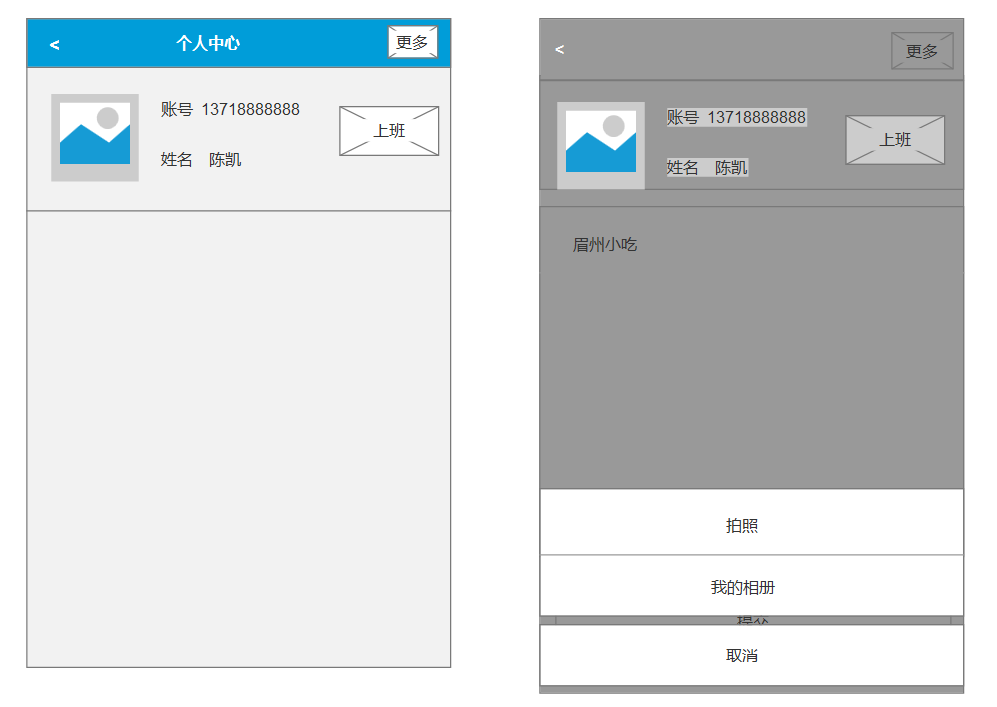 < 个人中心 更多
账号 13718888888
上班
姓名 陈凯
< 更多
账号 13718888888
上班
姓名 陈凯
眉州小吃
拍照
我的相册
取消